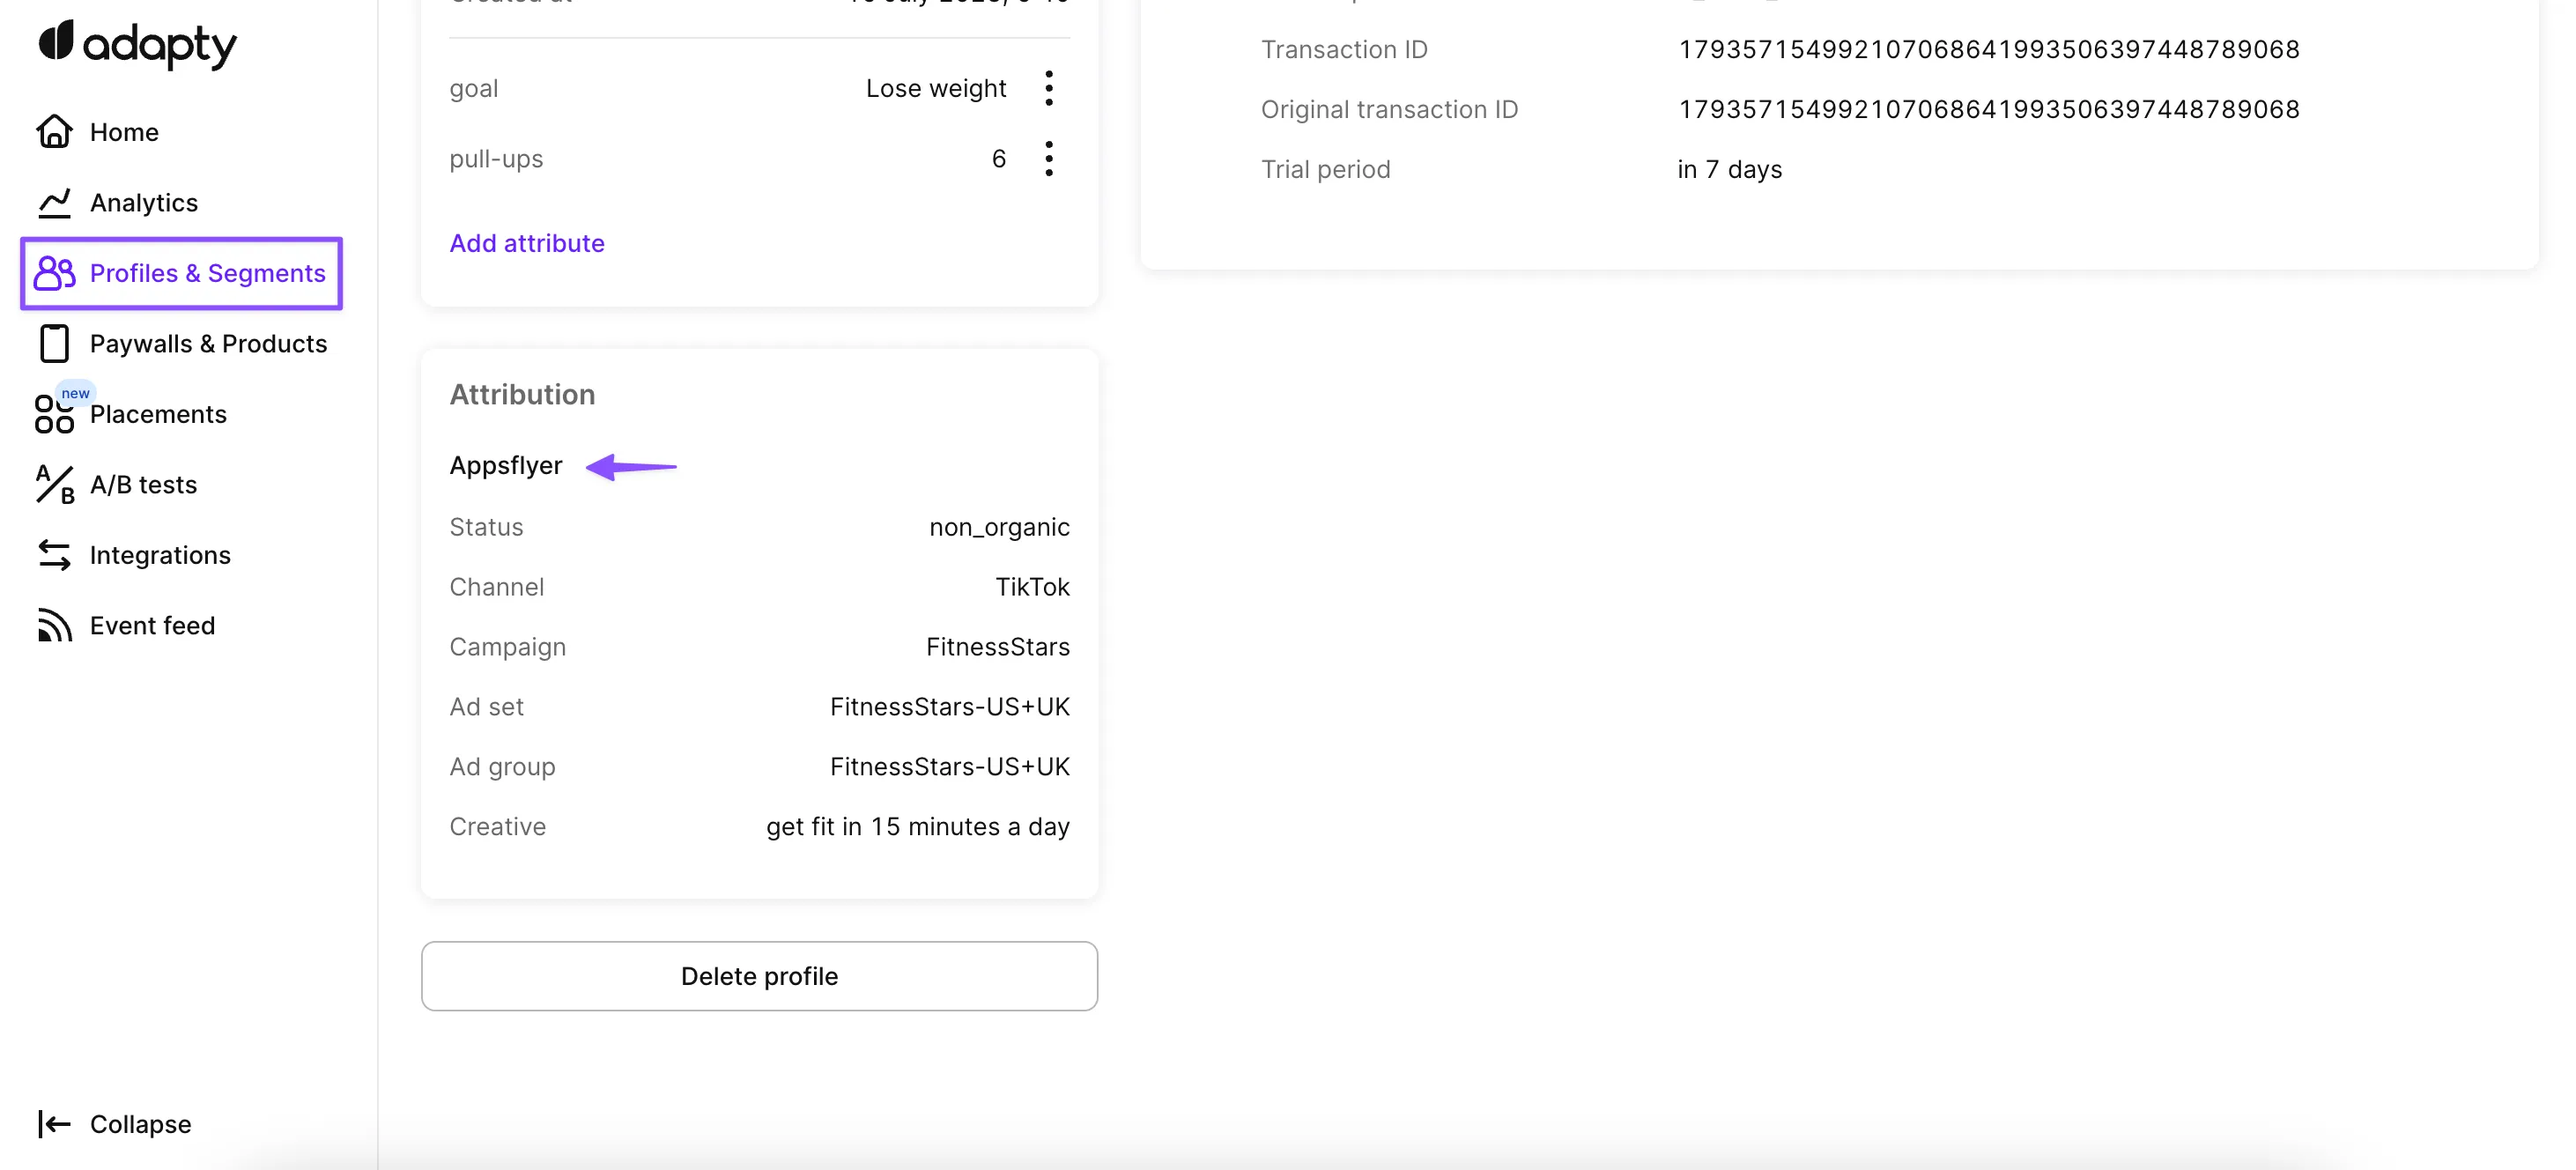 adapty
Home
Analytics
Profiles & Segments
Paywalls & Products
new
Placements
A/B tests
Integrations
Event feed
Collapse
goal Lose weight
pull-ups 6
Add attribute
Attribution
Appsflyer
Status non_organic
Channel TikTok
Campaign FitnessStars
Ad set FitnessStars-US+UK
Ad group FitnessStars-US+UK
Creative get fit in 15 minutes a day
Delete profile
Transaction ID 179357154992107068641993506397448789068
Original transaction ID 179357154992107068641993506397448789068
Trial period in 7 days